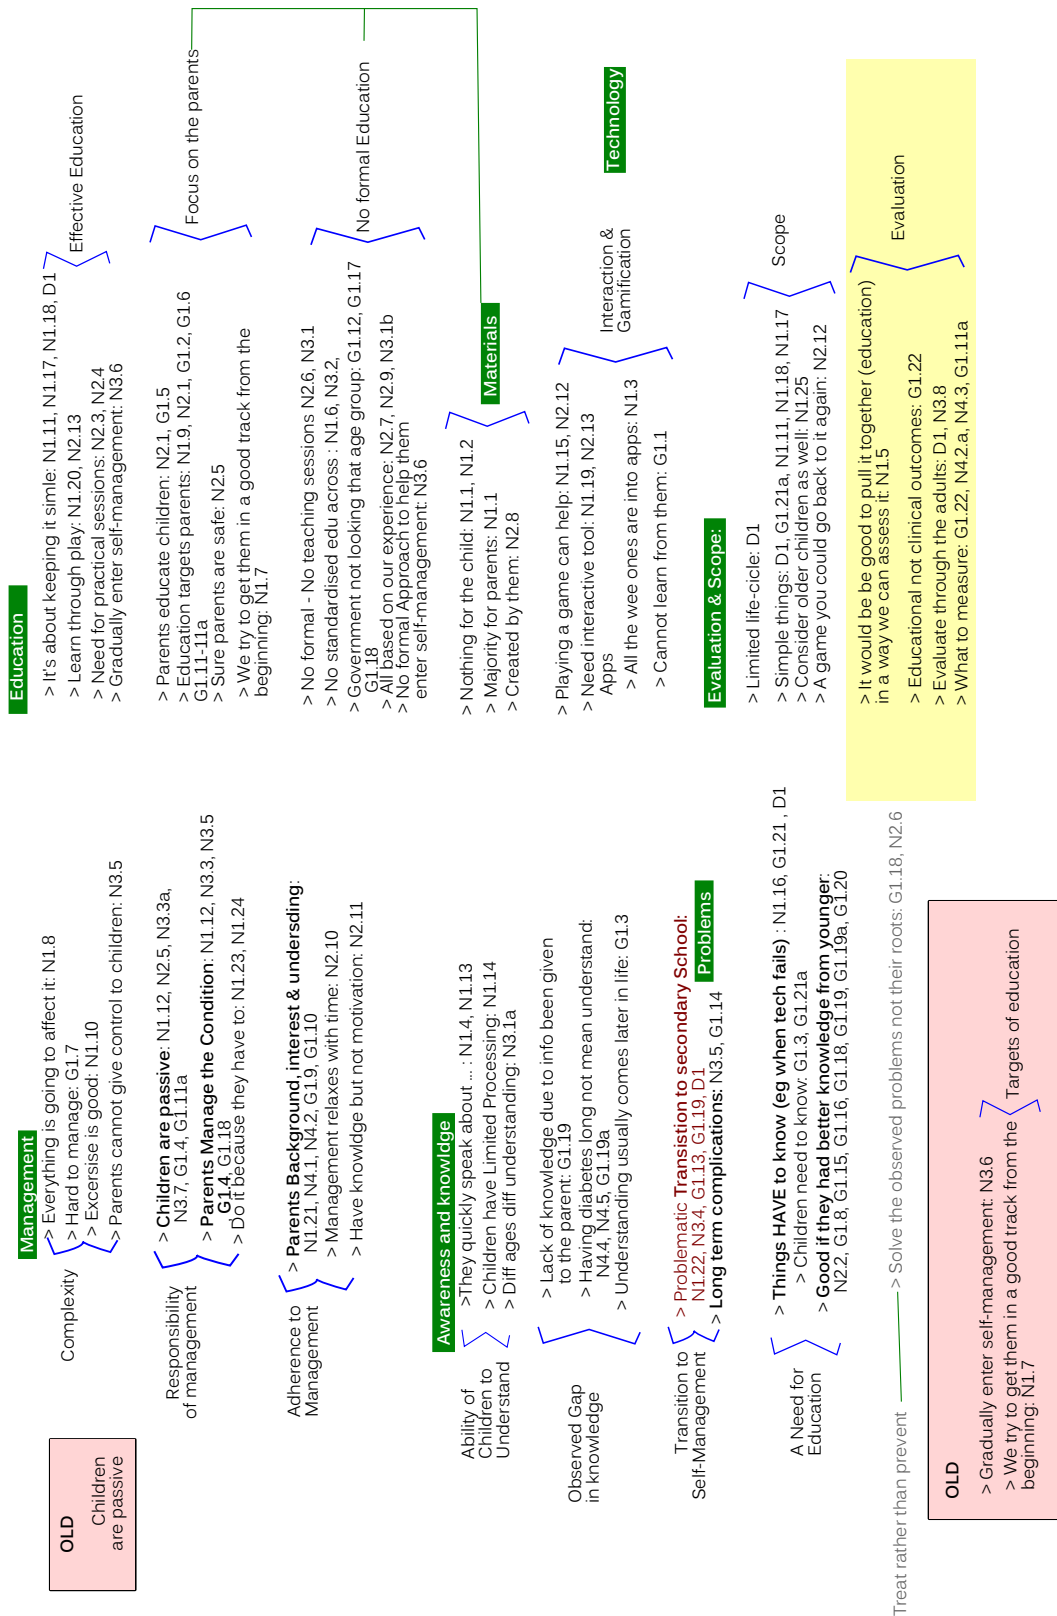 Management
Complexity
> Everything is going to affect it: N1.8
> Hard to manage: G1.7
> Excersise is good: N1.10
>Parents cannot give control to children: N3.5
OLD
Children
are passive
Responsibility
of management
> Children are passive: N1.12, N2.5, N3.3a,
N3.7, G1.4, G1.11a
> Parents Manage the Condition: N1.12, N3.3, N3.5
G1.4, G1.18
> Do it because they have to: N1.23, N1.24
Adherence to
Management
> Parents Background, interest & undersding:
N1.21, N4.1, N4.2, G1.9, G1.10
> Management relaxes with time: N2.10
> Have knowldge but not motivation: N2.11
Awareness and knowldge
Ability of
Children to
Understand
>They quickly speak about ... : N1.4, N1.13
> Children have Limited Processing: N1.14
> Diff ages diff understanding: N3.1a
Observed Gap
in knowledge
> Lack of knowledge due to info been given
to the parent: G1.19
> Having diabetes long not mean understand:
N4.4, N4.5, G1.19a
> Understanding usually comes later in life: G1.3
Transition to
Self-Management
> Problematic Transistion to secondary School:
N1.22, N3.4, G1.13, G1.19, D1
> Long term complications: N3.5, G1.14
Problems
A Need for
Education
> Things HAVE to know (eg when tech fails) : N1.16, G1.21 , D1
> Children need to know: G1.3, G1.21a
> Good if they had better knowledge from younger:
N2.2, G1.8, G1.15, G1.16, G1.18, G1.19, G1.19a, G1.20
Treat rather than prevent
> Solve the observed problems not their roots: G1.18, N2.6
OLD
> Gradually enter self-management: N3.6
> We try to get them in a good track from the
beginning: N1.7
Targets of education
Education
> It's about keeping it simle: N1.11, N1.17, N1.18, D1
> Learn through play: N1.20, N2.13
> Need for practical sessions: N2.3, N2.4
> Gradually enter self-management: N3.6
Effective Education
> Parents educate children: N2.1, G1.5
> Education targets parents: N1.9, N2.1, G1.2, G1.6
G1.11-11a
> Sure parents are safe: N2.5
> We try to get them in a good track from the
beginning: N1.7
Focus on the parents
> No formal - No teaching sessions N2.6, N3.1
> No standardised edu across : N1.6, N3.2,
> Government not looking that age group: G1.12, G1.17
G1.18
> All based on our experience: N2.7, N2.9, N3.1b
> No formal Approach to help them
enter self-management: N3.6
No formal Education
> Nothing for the child: N1.1, N1.2
> Majority for parents: N1.1
> Created by them: N2.8
Materials
> Playing a game can help: N1.15, N2.12
> Need interactive tool: N1.19, N2.13
Apps
> All the wee ones are into apps: N1.3
> Cannot learn from them: G1.1
Interaction &
Gamification
Technology
Evaluation & Scope:
> Limited life-cicle: D1
> Simple things: D1, G1.21a, N1.11, N1.18, N1.17
> Consider older children as well: N1.25
> A game you could go back to it again: N2.12
Scope
> It would be be good to pull it together (education)
in a way we can assess it: N1.5
> Educational not clinical outcomes: G1.22
> Evaluate through the adults: D1, N3.8
> What to measure: G1.22, N4.2.a, N4.3, G1.11a
Evaluation